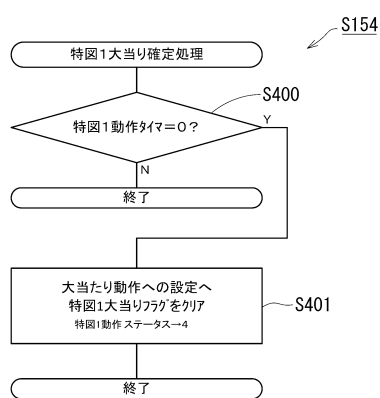 S154
特図1大当り確定処理
S400
特図1動作タイマ=0?
Y
N
終了
大当たり動作への設定へ
特図1大当りフラグをクリア
特図1動作ステータス→4
S401
終了